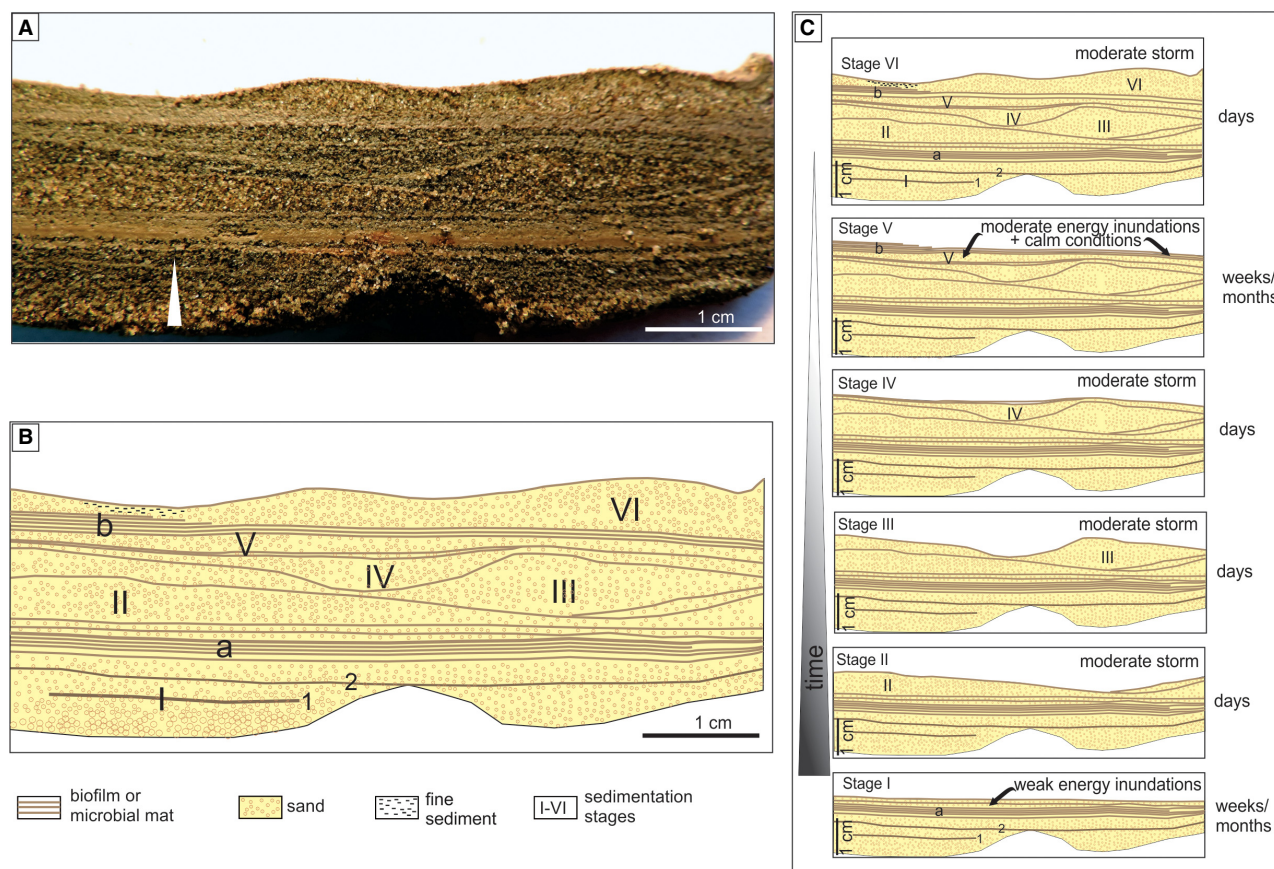 A
1 cm
B
b
V
VI
IV
II
III
a
2
I
1
1 cm
biofilm or
microbial mat
sand
fine
sediment
I-VI
sedimentation
stages
C
Stage VI
moderate storm
b
VI
V
IV
II
III
a
2
I
1
1 cm
days
Stage V
moderate energy inundations
+ calm conditions
b
V
1 cm
weeks/
months
Stage IV
moderate storm
IV
1 cm
days
Stage III
moderate storm
III
1 cm
days
Stage II
moderate storm
II
1 cm
days
Stage I
weak energy inundations
a
2
1
1 cm
weeks/
months
time